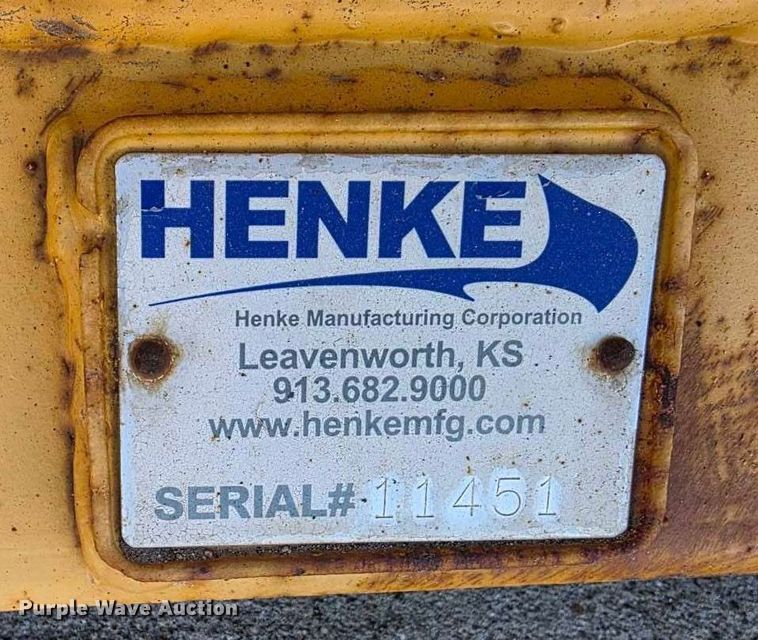 HENKE
Henke Manufacturing Corporation
Leavenworth, KS
913.682.9000
www.henkemfg.com
SERIAL# 11451
Purple Wave Auction